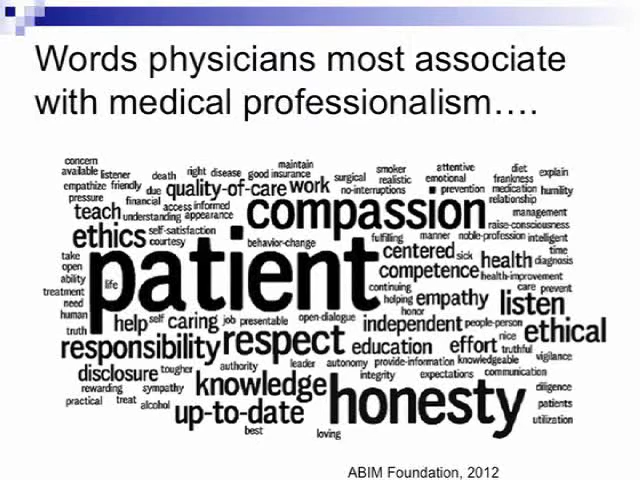 Words physicians most associate
with medical professionalism….
concern
available listener death right disease good insurance maintain surgical smoker realistic attentive emotional diet frankness explain
empathize friendly due quality-of-care work no-interruptions prevention medication humility
pressure financial access informed compassion relationship
teach understanding appearance management
ethics self-satisfaction courtesy raise-consciousness
behavior-change fulfilling manner noble-profession intelligent
take patient centered sick health time diagnosis
open competence health-improvement
ability life continuing
treatment helping empathy care prevent
need honor listen
human help self caring job presentable open-dialogue independent people-person ethical
truth nice
responsibility respect education effort truthful
disclosure tougher authority leader autonomy provide-information knowledgeable vigilance
rewarding sympathy knowledge integrity expectations communication diligence
practical treat alcohol up-to-date honesty patients
utilization
best
loving
ABIM Foundation, 2012